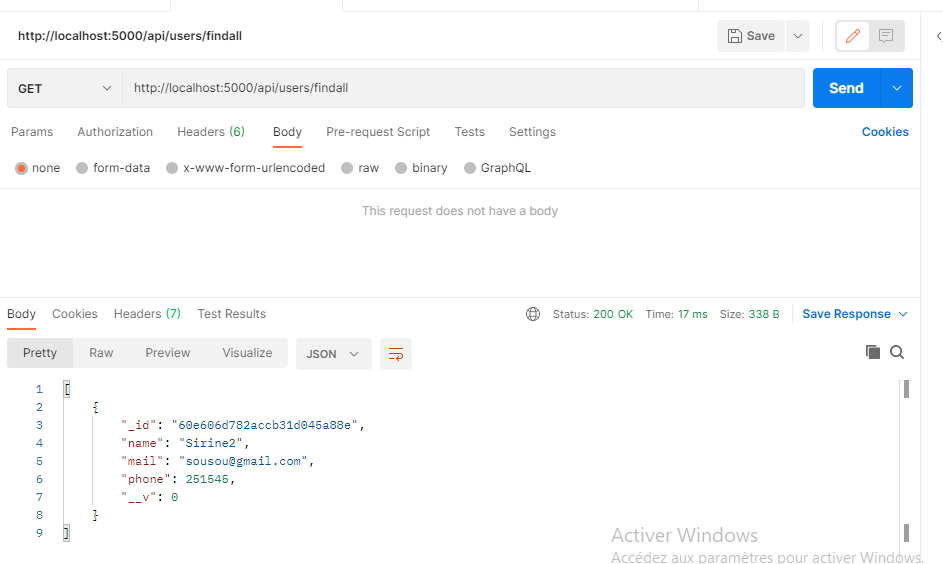 http://localhost:5000/api/users/findall Save
GET http://localhost:5000/api/users/findall Send
Params Authorization Headers (6) Body Pre-request Script Tests Settings Cookies
none form-data x-www-form-urlencoded raw binary GraphQL
This request does not have a body
Body Cookies Headers (7) Test Results Status: 200 OK Time: 17 ms Size: 338 B Save Response
Pretty Raw Preview Visualize JSON
1 [
2 {
3 "_id": "60e606d782accb31d045a88e",
4 "name": "Sirine2",
5 "mail": "sousou@gmail.com",
6 "phone": 251545,
7 "__v": 0
8 }
9 ]
Activer Windows
Accédez aux paramètres pour activer Windows.